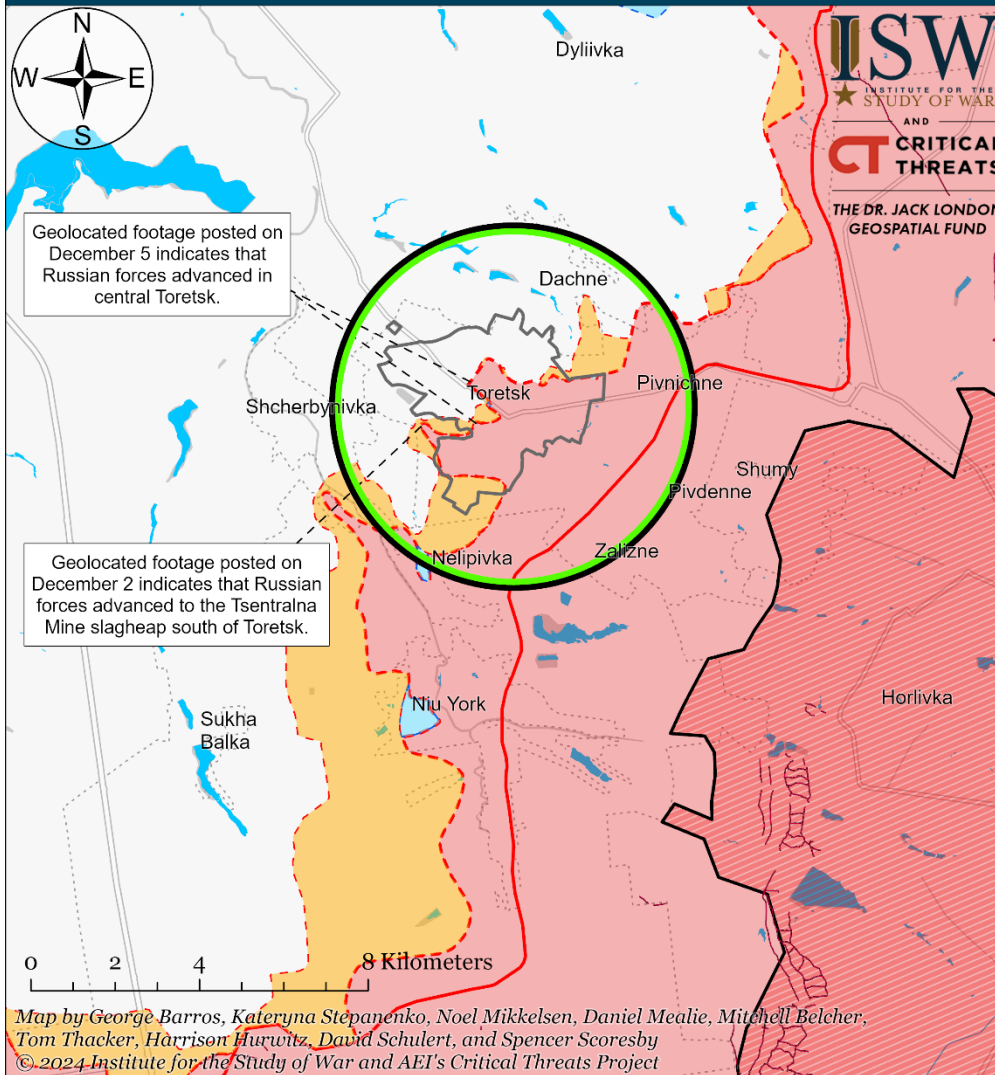 N
W E
S
Dyliivka
ISW
INSTITUTE FOR THE
STUDY OF WAR
AND
CT CRITICAL
THREATS
THE DR. JACK LONDON
GEOSPATIAL FUND
Geolocated footage posted on
December 5 indicates that
Russian forces advanced in
central Toretsk.
Dachne
Pivnichne
Toretsk
Shcherbynivka
Shumy
Pivdenne
Zalizne
Nelipivka
Geolocated footage posted on
December 2 indicates that Russian
forces advanced to the Tsentralna
Mine slagheap south of Toretsk.
Horlivka
Niu York
Sukha
Balka
0 2 4 8 Kilometers
Map by George Barros, Kateryna Stepanenko, Noel Mikkelsen, Daniel Mealie, Mitchell Belcher,
Tom Thacker, Harrison Hurwitz, David Schulert, and Spencer Scoresby
© 2024 Institute for the Study of War and AEI's Critical Threats Project